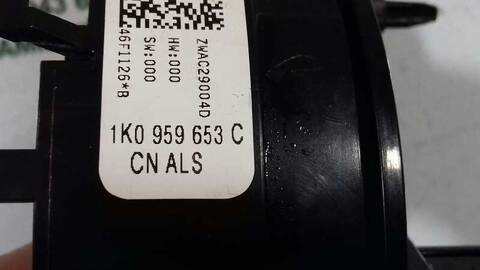 ZWAC29004D
HW:000
SW:000
46F1126*B
1K0 959 653 C
CN ALS